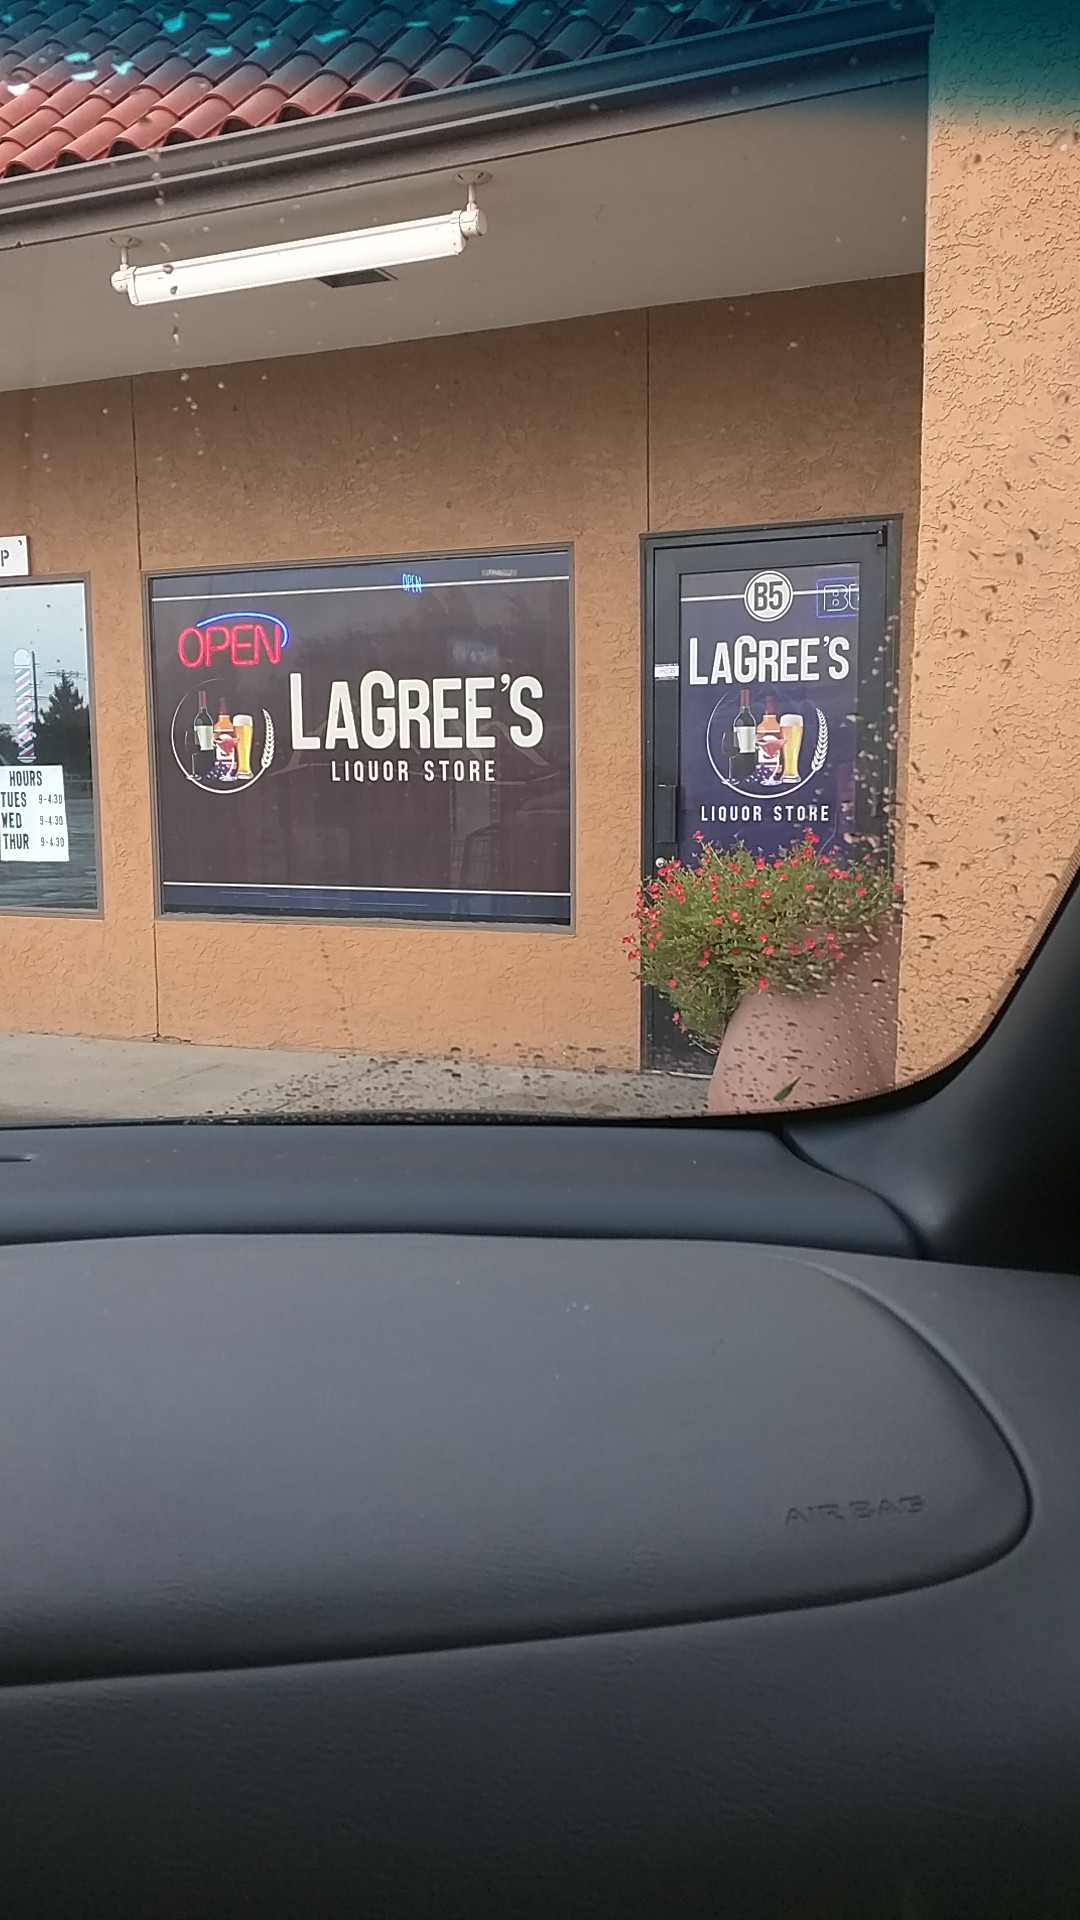 P
HOURS
TUES 9-4:30
WED 9-4:30
THUR 9-4:30
OPEN
OPEN
LAGREE'S
LIQUOR STORE
B5
LAGREE'S
LIQUOR STORE
AIRBAG